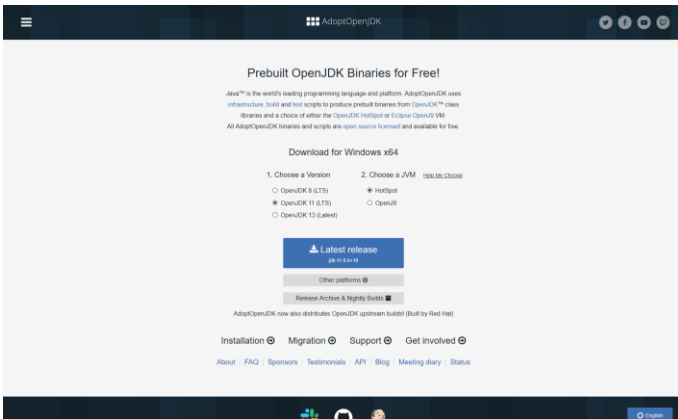 AdoptOpenJDK
Prebuilt OpenJDK Binaries for Free!
Java™ is the world's leading programming language and platform. AdoptOpenJDK uses
infrastructure, build and test scripts to produce prebuilt binaries from OpenJDK™ class
libraries and a choice of either the OpenJDK HotSpot or Eclipse OpenJ9 VM.
All AdoptOpenJDK binaries and scripts are open source licensed and available for free.
Download for Windows x64
1. Choose a Version 2. Choose a JVM Help Me Choose
OpenJDK 8 (LTS) HotSpot
OpenJDK 11 (LTS) OpenJ9
OpenJDK 13 (Latest)
Latest release
jdk-11.0.5+10
Other platforms
Release Archive & Nightly Builds
AdoptOpenJDK now also distributes OpenJDK upstream builds! (Built by Red Hat)
Installation Migration Support Get involved
About | FAQ | Sponsors | Testimonials | API | Blog | Meeting diary | Status
English